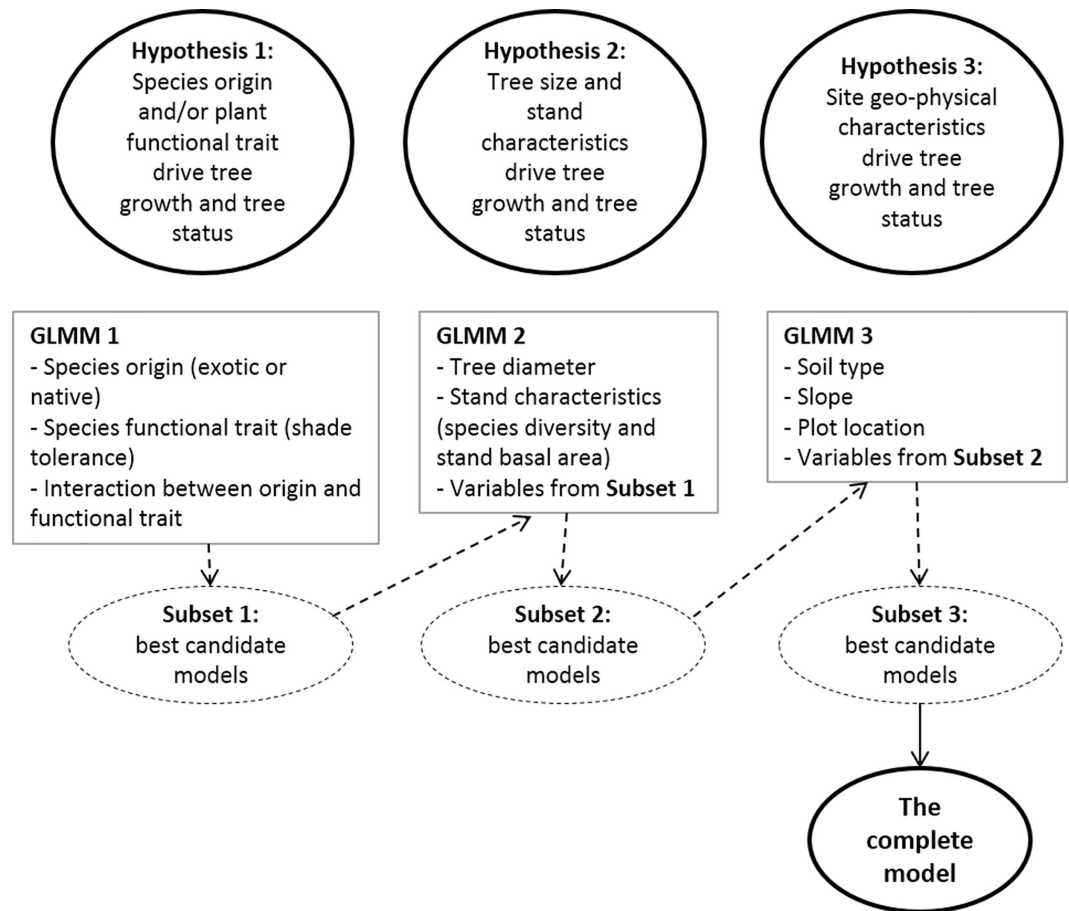 Hypothesis 1:
Species origin
and/or plant
functional trait
drive tree
growth and tree
status
Hypothesis 2:
Tree size and
stand
characteristics
drive tree
growth and tree
status
Hypothesis 3:
Site geo-physical
characteristics
drive tree
growth and tree
status
GLMM 1
- Species origin (exotic or
native)
- Species functional trait (shade
tolerance)
- Interaction between origin and
functional trait
GLMM 2
- Tree diameter
- Stand characteristics
(species diversity and
stand basal area)
- Variables from Subset 1
GLMM 3
- Soil type
- Slope
- Plot location
- Variables from Subset 2
Subset 1:
best candidate
models
Subset 2:
best candidate
models
Subset 3:
best candidate
models
The
complete
model